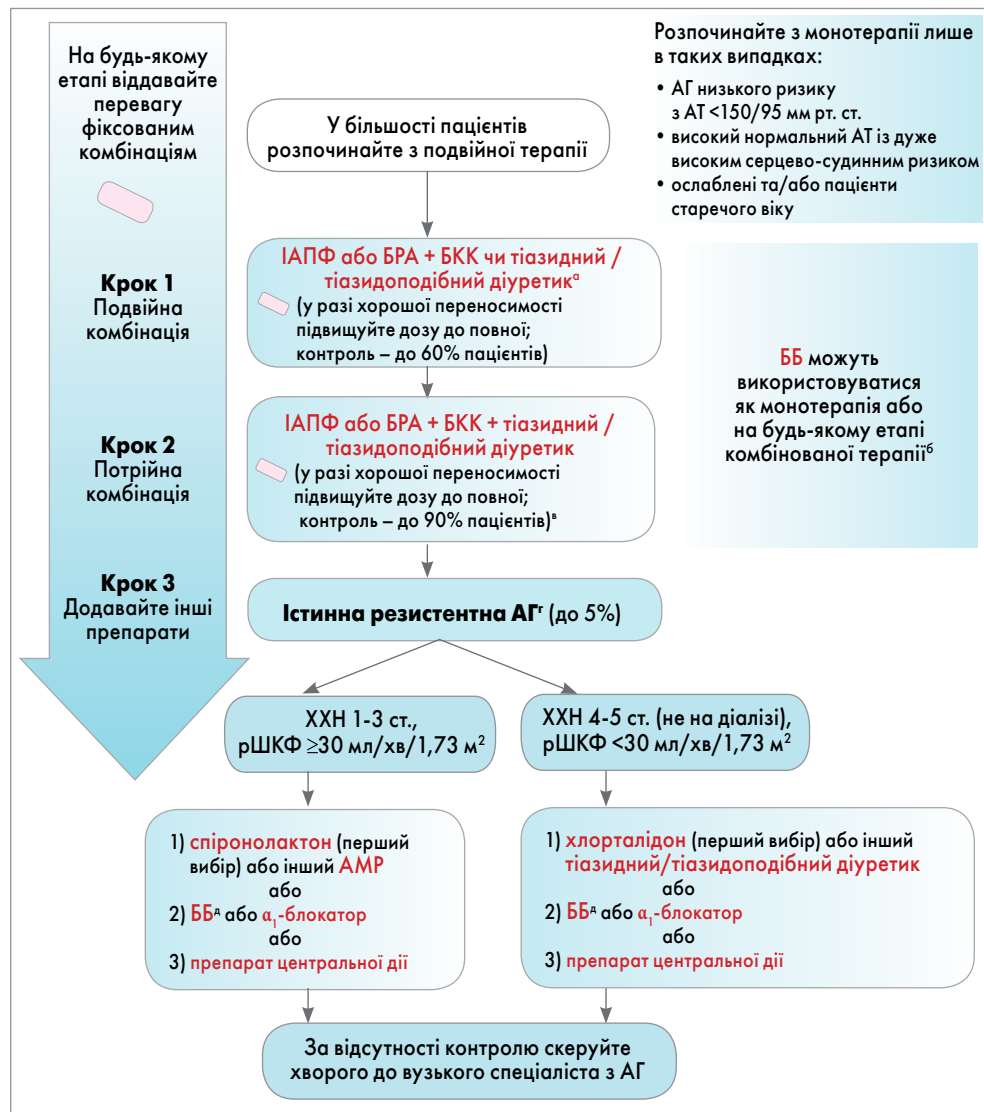 На будь-якому
етапі віддавайте
перевагу
фіксованим
комбінаціям
Крок 1
Подвійна
комбінація
Крок 2
Потрійна
комбінація
Крок 3
Додавайте інші
препарати
Розпочинайте з монотерапії лише
в таких випадках:
• АГ низького ризику
з АТ <150/95 мм рт. ст.
• високий нормальний АТ із дуже
високим серцево-судинним ризиком
• ослаблені та/або пацієнти
старечого віку
У більшості пацієнтів
розпочинайте з подвійної терапії
ІАПФ або БРА + БКК чи тіазидний /
тіазидоподібний діуретикᵃ
(у разі хорошої переносимості
підвищуйте дозу до повної;
контроль – до 60% пацієнтів)
ІАПФ або БРА + БКК + тіазидний /
тіазидоподібний діуретик
(у разі хорошої переносимості
підвищуйте дозу до повної;
контроль – до 90% пацієнтів)ᵸв
ББ можуть
використовуватися
як монотерапія або
на будь-якому етапі
комбінованої терапіїб
Істинна резистентна АГг (до 5%)
ХХН 1-3 ст.,
рШКФ ≥30 мл/хв/1,73 м²
ХХН 4-5 ст. (не на діалізі),
рШКФ <30 мл/хв/1,73 м²
1) спіронолактон (перший
вибір) або інший АМР
або
2) ББд або α₁-блокатор
або
3) препарат центральної дії
1) хлорталідон (перший вибір) або інший
тіазидний/тіазидоподібний діуретик
або
2) ББд або α₁-блокатор
або
3) препарат центральної дії
За відсутності контролю скеруйте
хворого до вузького спеціаліста з АГ